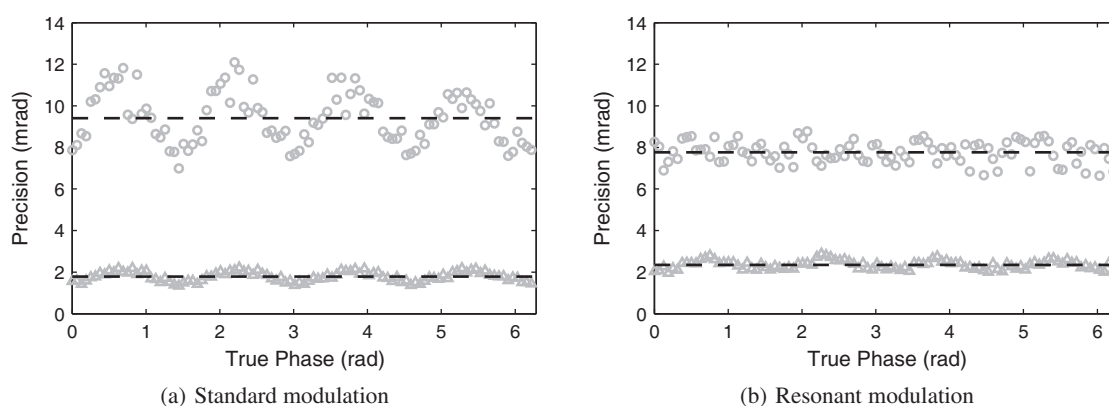 14
12
10
8
6
4
2
0
Precision (mrad)
0 1 2 3 4 5 6
True Phase (rad)
(a) Standard modulation
14
12
10
8
6
4
2
0
Precision (mrad)
0 1 2 3 4 5 6
True Phase (rad)
(b) Resonant modulation